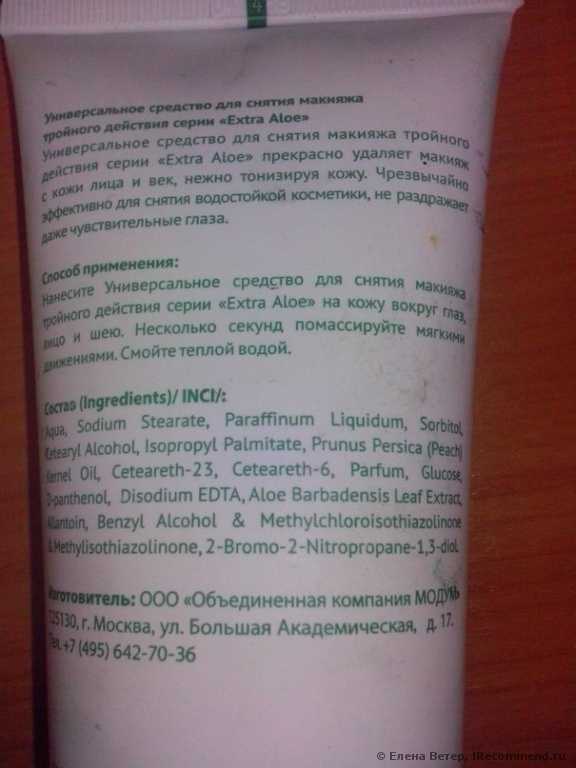 4
Универсальное средство для снятия макияжа
тройного действия серии «Extra Aloe»
Универсальное средство для снятия макияжа тройного
действия серии «Extra Aloe» прекрасно удаляет макияж
с кожи лица и век, нежно тонизируя кожу. Чрезвычайно
эффективно для снятия водостойкой косметики, не раздражает
даже чувствительные глаза.
Способ применения:
Нанесите Универсальное средство для снятия макияжа
тройного действия серии «Extra Aloe» на кожу вокруг глаз,
лицо и шею. Несколько секунд помассируйте мягкими
движениями. Смойте теплой водой.
Состав (Ingredients)/ INCI/:
Aqua, Sodium Stearate, Paraffinum Liquidum, Sorbitol,
Cetearyl Alcohol, Isopropyl Palmitate, Prunus Persica (Peach)
Kernel Oil, Ceteareth-23, Ceteareth-6, Parfum, Glucose,
D-panthenol, Disodium EDTA, Aloe Barbadensis Leaf Extract,
Allantoin, Benzyl Alcohol & Methylchloroisothiazolinone
& Methylisothiazolinone, 2-Bromo-2-Nitropropane-1,3-diol.
Изготовитель: ООО «Объединенная компания МОДУМ»
125130, г. Москва, ул. Большая Академическая, д. 17.
Тел. +7 (495) 642-70-36
© Елена Ветер, IRecommend.ru